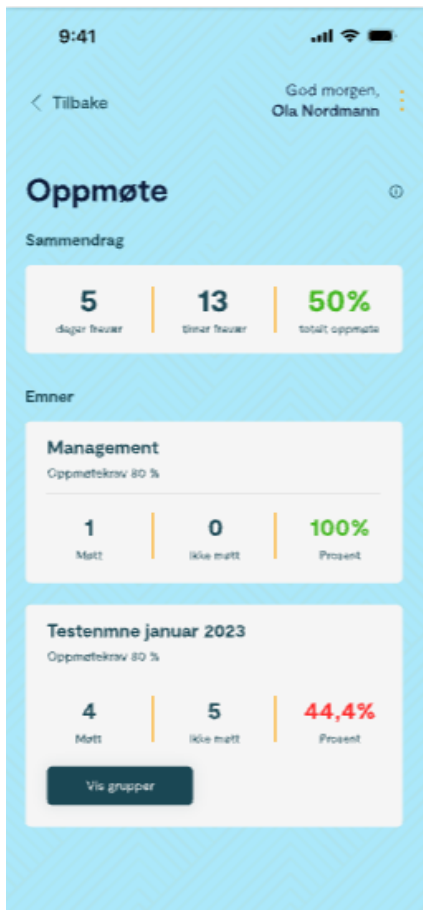 9:41
Tilbake
God morgen,
Ola Nordmann
Oppmøte
Sammendrag
5
dager fravær
13
timer fravær
50%
totalt oppmøte
Emner
Management
Oppmøtekrav 80 %
1
Møtt
0
Ikke møtt
100%
Prosent
Testenmne januar 2023
Oppmøtekrav 80 %
4
Møtt
5
Ikke møtt
44,4%
Prosent
Vis grupper